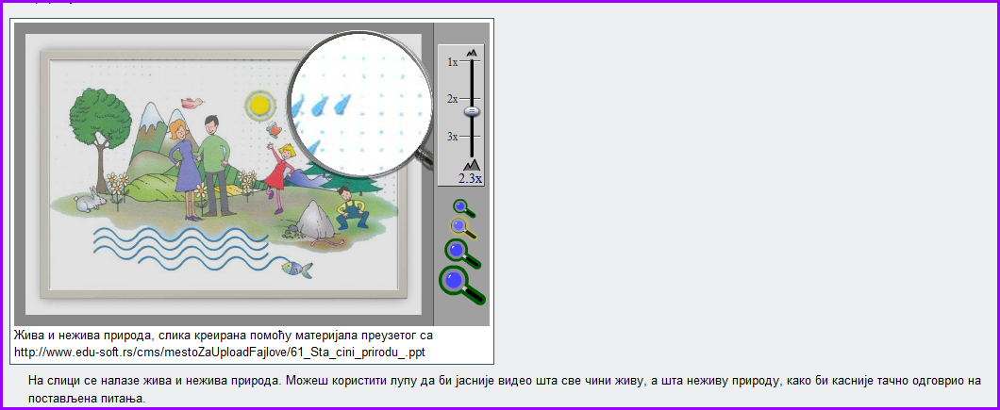 1x
2x
3x
2.3x
Жива и нежива природа, слика креирана помоћу материјала преузетог са
http://www.edu-soft.rs/cms/mestoZaUploadFajlove/61_Sta_cini_prirodu_.ppt
На слици се налазе жива и нежива природа. Можеш користити лупу да би јасније видео шта све чини живу, а шта неживу природу, како би касније тачно одговрио на
постављена питања.